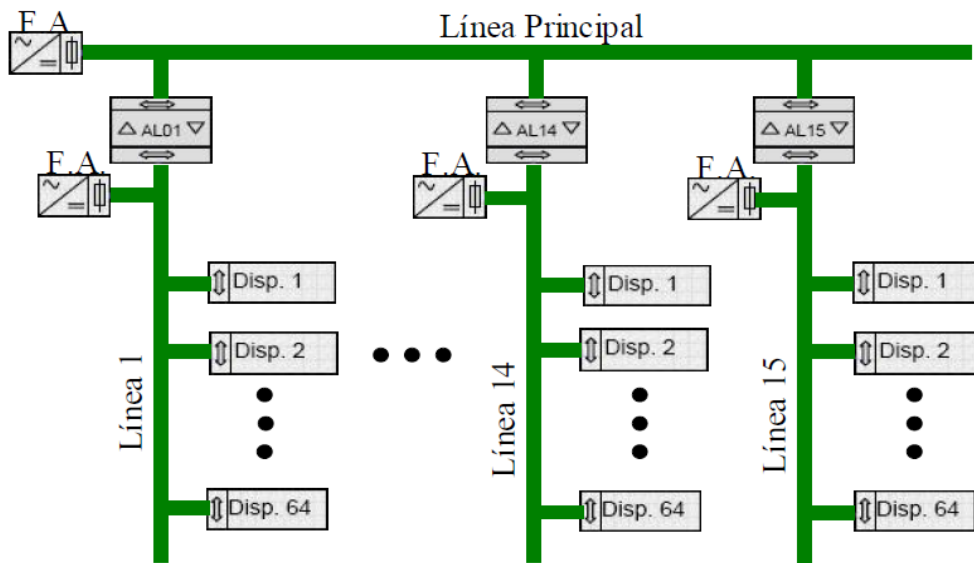 F.A.
Línea Principal
AL01
AL14
AL15
F.A.
F.A.
F.A.
Disp. 1
Disp. 1
Disp. 1
Disp. 2
Disp. 2
Disp. 2
Línea 1
Línea 14
Línea 15
Disp. 64
Disp. 64
Disp. 64